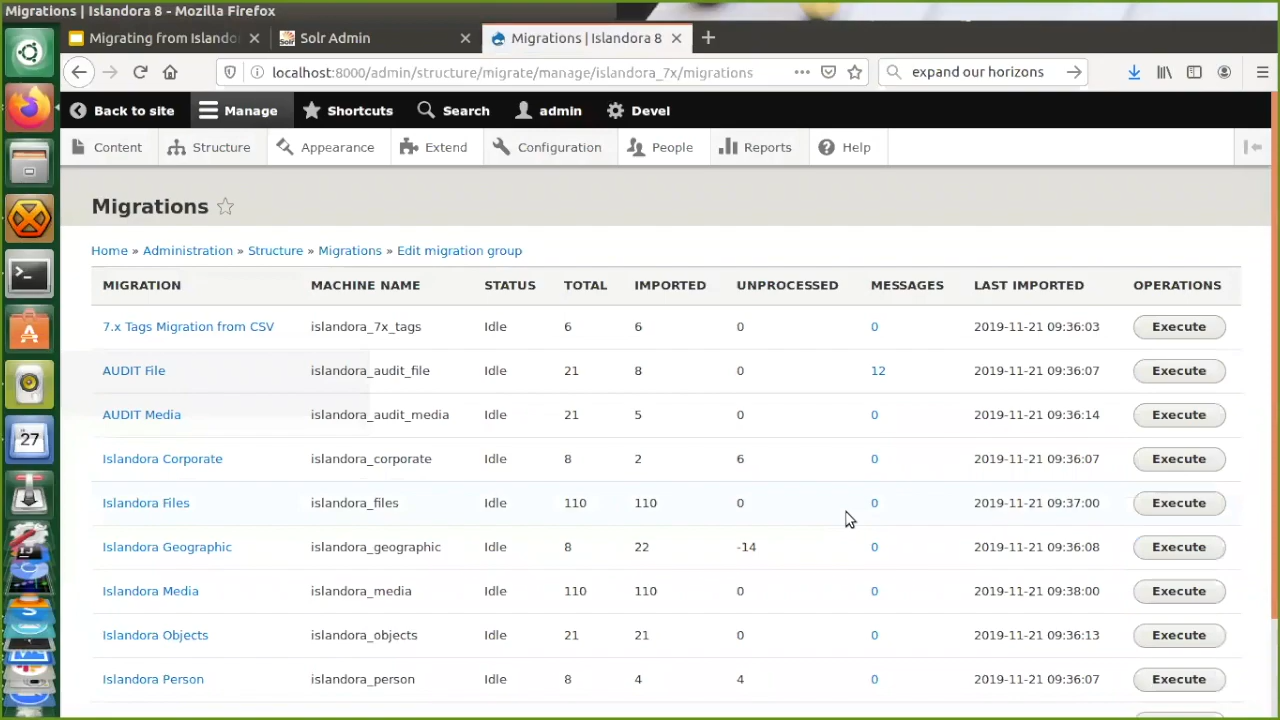 Migrations | Islandora 8 - Mozilla Firefox
Migrating from Islando
Solr Admin
Migrations | Islandora 8
localhost:8000/admin/structure/migrate/manage/islandora_7x/migrations
expand our horizons
Back to site Manage Shortcuts Search admin Devel
Content Structure Appearance Extend Configuration People Reports Help
Migrations
Home » Administration » Structure » Migrations » Edit migration group
MIGRATION MACHINE NAME STATUS TOTAL IMPORTED UNPROCESSED MESSAGES LAST IMPORTED OPERATIONS
7.x Tags Migration from CSV islandora_7x_tags Idle 6 6 0 0 2019-11-21 09:36:03 Execute
AUDIT File islandora_audit_file Idle 21 8 0 12 2019-11-21 09:36:07 Execute
AUDIT Media islandora_audit_media Idle 21 5 0 0 2019-11-21 09:36:14 Execute
Islandora Corporate islandora_corporate Idle 8 2 6 0 2019-11-21 09:36:07 Execute
Islandora Files islandora_files Idle 110 110 0 0 2019-11-21 09:37:00 Execute
Islandora Geographic islandora_geographic Idle 8 22 -14 0 2019-11-21 09:36:08 Execute
Islandora Media islandora_media Idle 110 110 0 0 2019-11-21 09:38:00 Execute
Islandora Objects islandora_objects Idle 21 21 0 0 2019-11-21 09:36:13 Execute
Islandora Person islandora_person Idle 8 4 4 0 2019-11-21 09:36:07 Execute
27